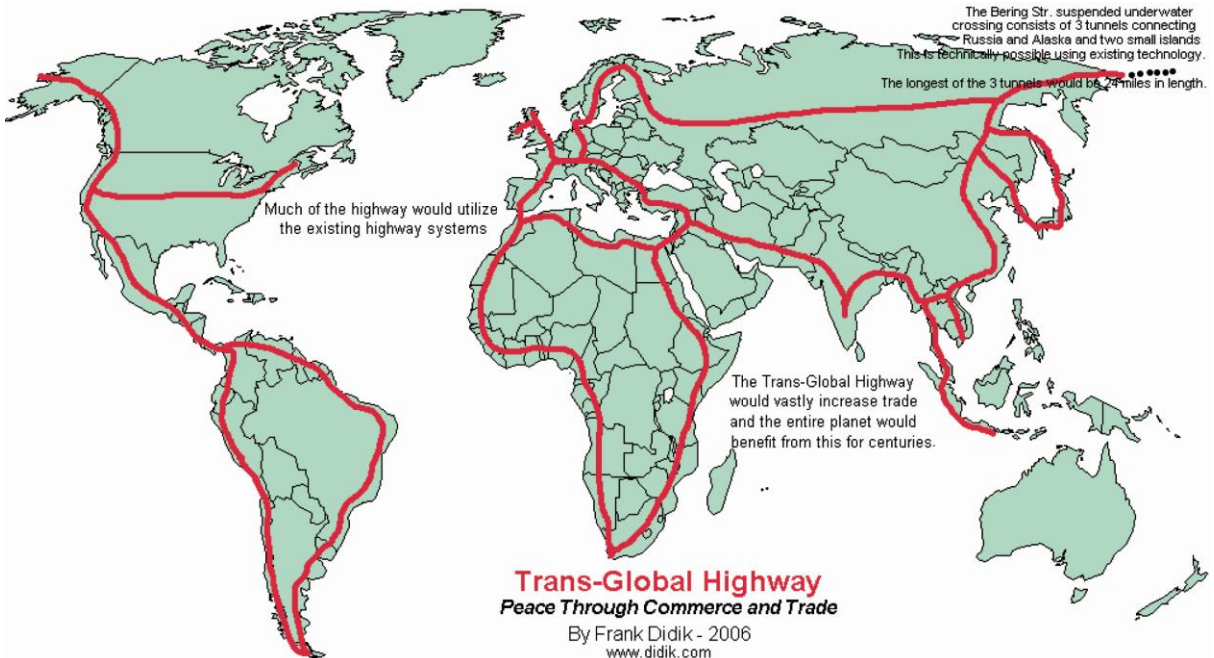 The Bering Str. suspended underwater
crossing consists of 3 tunnels connecting
Russia and Alaska and two small islands
This is technically possible using existing technology.
The longest of the 3 tunnels would be 24 miles in length.
Much of the highway would utilize
the existing highway systems
The Trans-Global Highway
would vastly increase trade
and the entire planet would
benefit from this for centuries.
Trans-Global Highway
Peace Through Commerce and Trade
By Frank Didik - 2006
www.didik.com